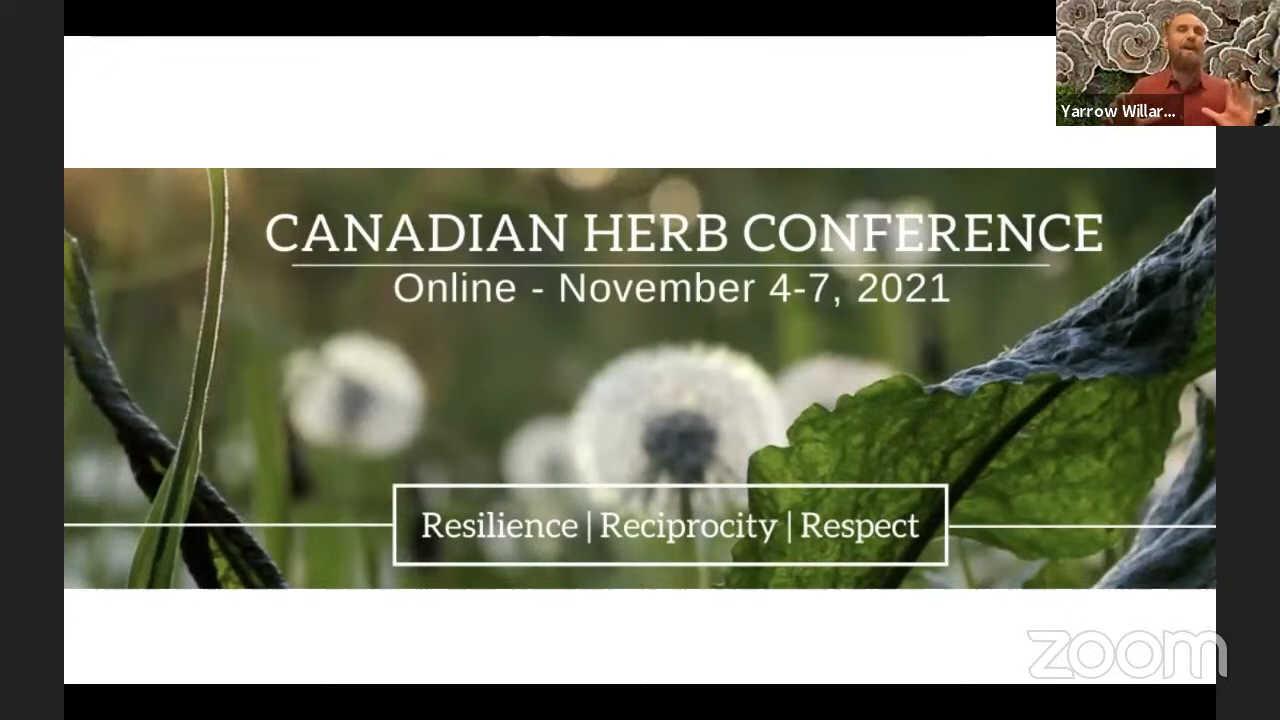 Yarrow Willar...
CANADIAN HERB CONFERENCE
Online - November 4-7, 2021
Resilience | Reciprocity | Respect
zoom